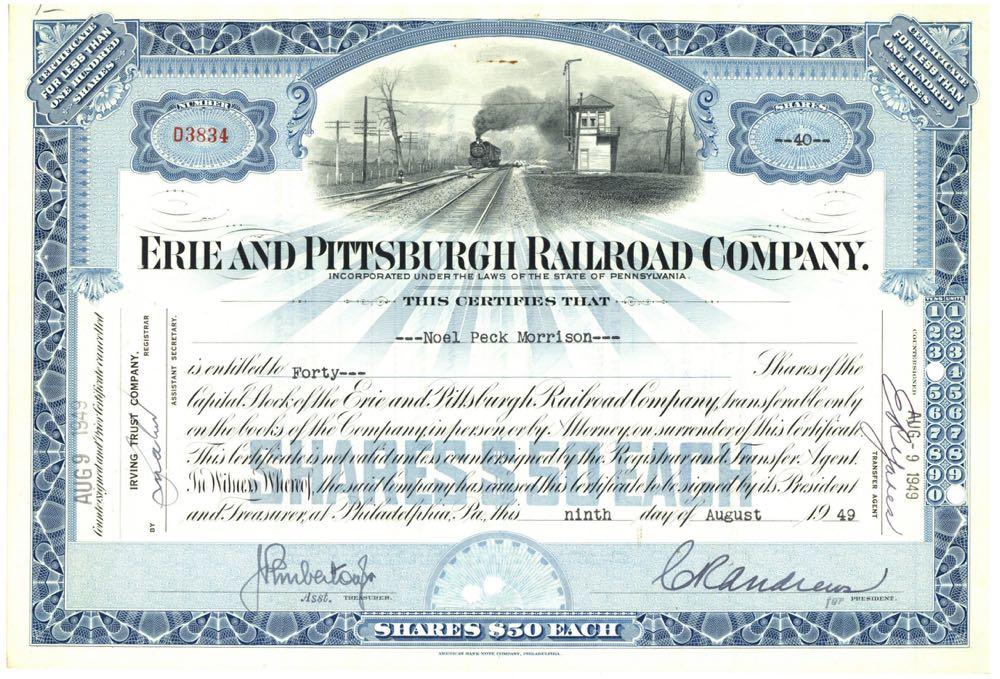 CERTIFICATE
FOR LESS THAN
ONE HUNDRED
SHARES
CERTIFICATE
FOR LESS THAN
ONE HUNDRED
SHARES
NUMBER
D3834
SHARES
--40--
ERIE AND PITTSBURGH RAILROAD COMPANY.
INCORPORATED UNDER THE LAWS OF THE STATE OF PENNSYLVANIA.
THIS CERTIFIES THAT
---Noel Peck Morrison---
is entitled to Forty--- Shares of the
Capital Stock of the Erie and Pittsburgh Railroad Company, transferable only
on the books of the Company in person or by Attorney, on surrender of this Certificate.
This Certificate is not valid unless countersigned by the Registrar and Transfer Agent.
In Witness Whereof, the said Company has caused this Certificate to be signed by its President
and Treasurer, at Philadelphia, Pa., this ninth day of August 1949
SHARES $50 EACH
AUG 9 1949
Countersigned and prior Certificate cancelled
IRVING TRUST COMPANY,
REGISTRAR
BY
ASSISTANT SECRETARY.
COUNTERSIGNED
AUG 9 1949
TRANSFER AGENT
TENS UNITS
1 1
2 2
3 3
4
5 5
6 6
7 7
8 8
9 9
0
Asst. TREASURER.
C K Andrews
PRESIDENT.
SHARES $50 EACH
AMERICAN BANK NOTE COMPANY, PHILADELPHIA.